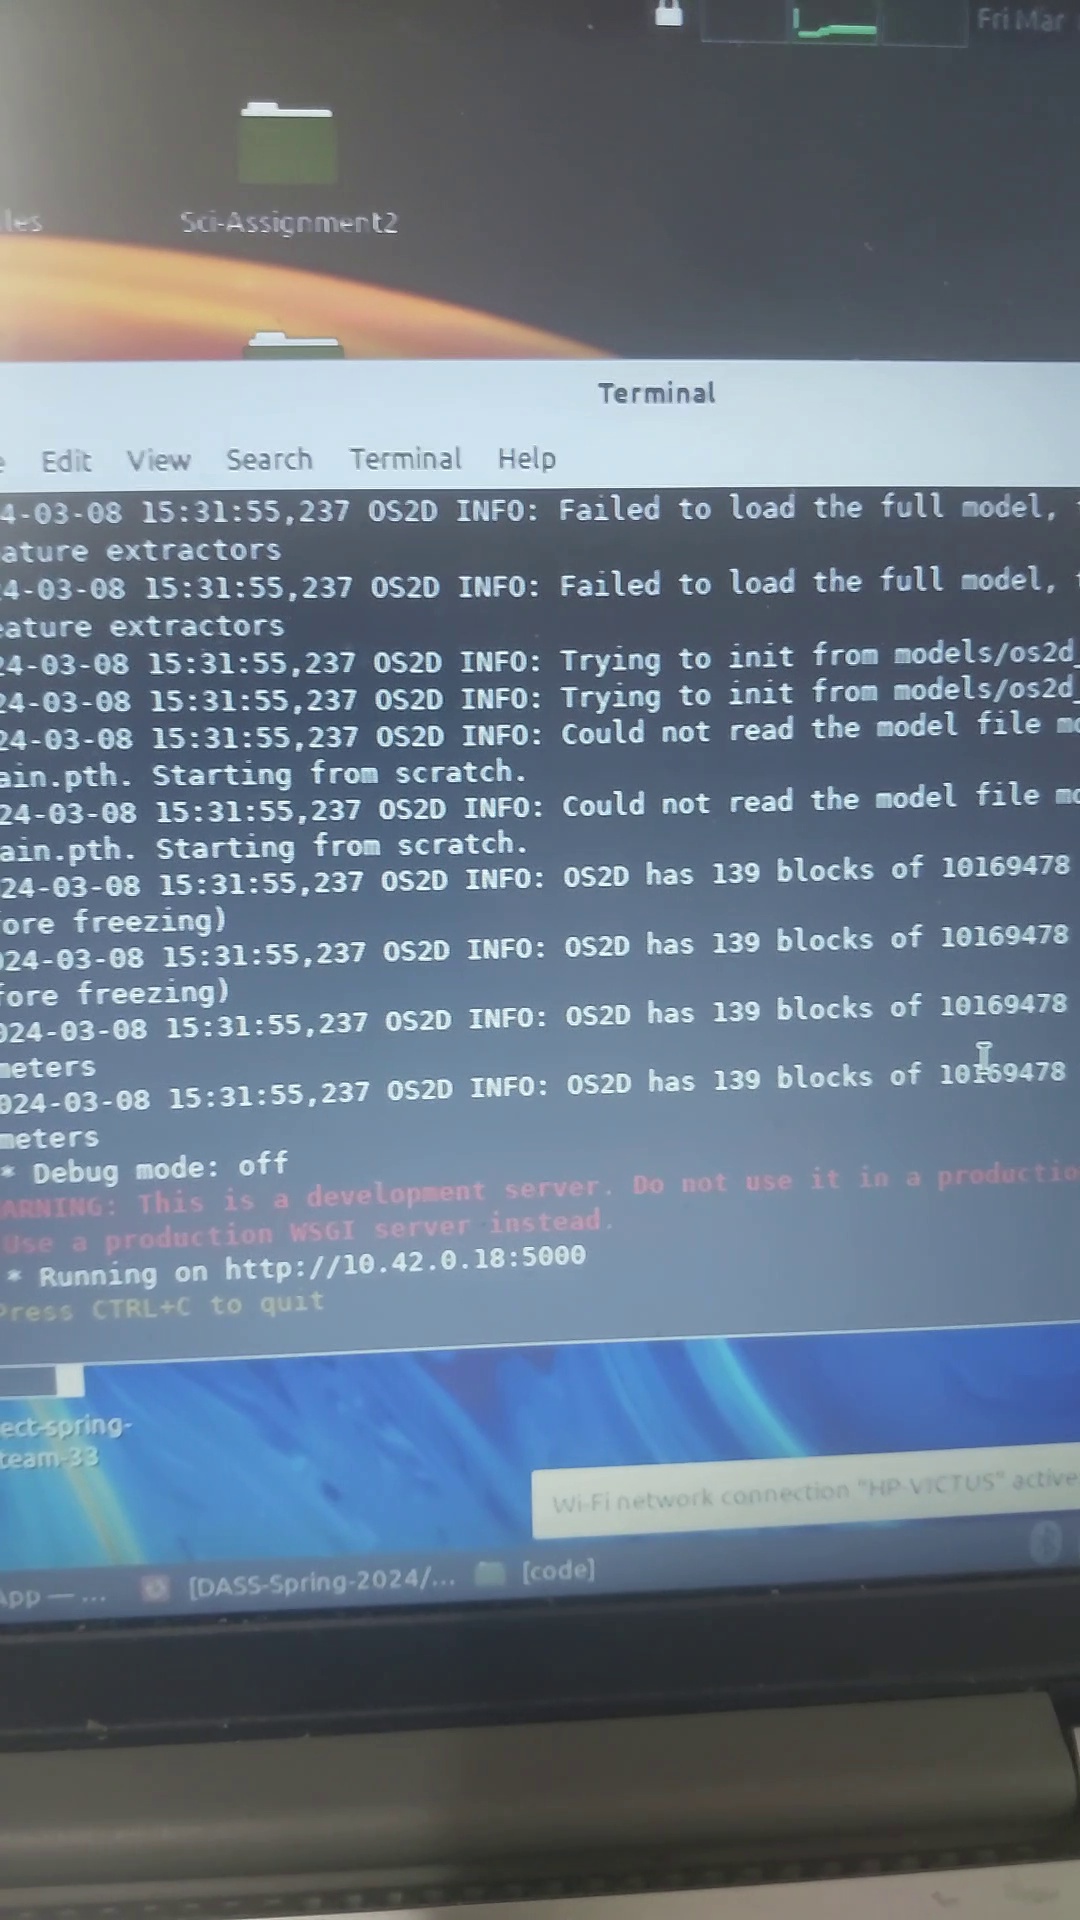 Fri Mar
les
Sci-Assignment2
Terminal
Edit View Search Terminal Help
4-03-08 15:31:55,237 OS2D INFO: Failed to load the full model,
ature extractors
4-03-08 15:31:55,237 OS2D INFO: Failed to load the full model,
eature extractors
24-03-08 15:31:55,237 OS2D INFO: Trying to init from models/os2d_
24-03-08 15:31:55,237 OS2D INFO: Trying to init from models/os2d_
24-03-08 15:31:55,237 OS2D INFO: Could not read the model file mo
ain.pth. Starting from scratch.
24-03-08 15:31:55,237 OS2D INFO: Could not read the model file mo
ain.pth. Starting from scratch.
24-03-08 15:31:55,237 OS2D INFO: OS2D has 139 blocks of 10169478
ore freezing)
024-03-08 15:31:55,237 OS2D INFO: OS2D has 139 blocks of 10169478
fore freezing)
024-03-08 15:31:55,237 OS2D INFO: OS2D has 139 blocks of 10169478
meters
024-03-08 15:31:55,237 OS2D INFO: OS2D has 139 blocks of 10169478
meters
* Debug mode: off
ARNING: This is a development server. Do not use it in a productio
Use a production WSGI server instead.
* Running on http://10.42.0.18:5000
Press CTRL+C to quit
ect-spring-
team-33
Wi-Fi network connection "HP-VICTUS" active
App — ... [DASS-Spring-2024/... [code]